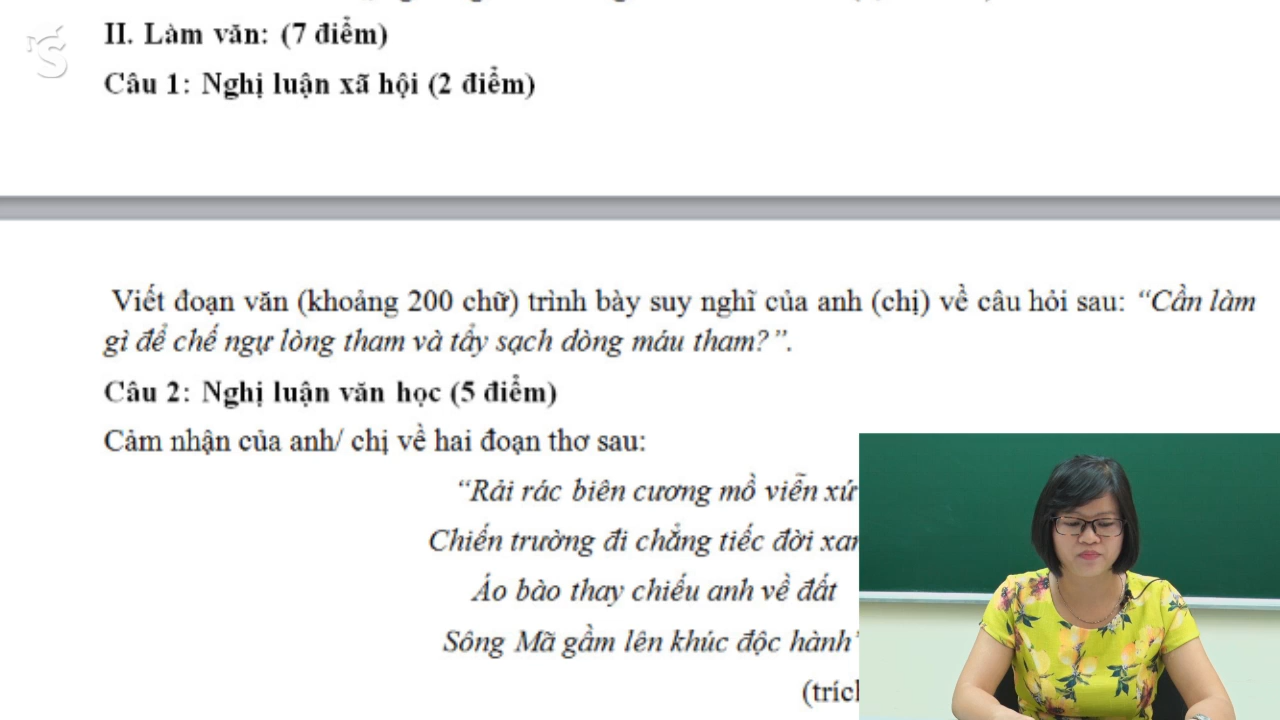 II. Làm văn: (7 điểm)
Câu 1: Nghị luận xã hội (2 điểm)
Viết đoạn văn (khoảng 200 chữ) trình bày suy nghĩ của anh (chị) về câu hỏi sau: “Cần làm
gì để chế ngự lòng tham và tẩy sạch dòng máu tham?”.
Câu 2: Nghị luận văn học (5 điểm)
Cảm nhận của anh/ chị về hai đoạn thơ sau:
“Rải rác biên cương mồ viễn xứ
Chiến trường đi chẳng tiếc đời
Áo bào thay chiếu anh về đất
Sông Mã gầm lên khúc độc hành